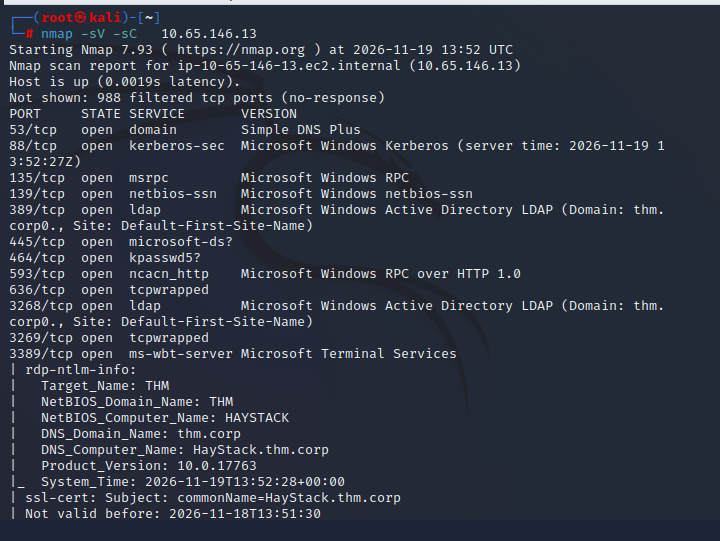 ┌──(root㉿kali)-[~]
└─# nmap -sV -sC   10.65.146.13
Starting Nmap 7.93 ( https://nmap.org ) at 2026-11-19 13:52 UTC
Nmap scan report for ip-10-65-146-13.ec2.internal (10.65.146.13)
Host is up (0.0019s latency).
Not shown: 988 filtered tcp ports (no-response)
PORT     STATE SERVICE       VERSION
53/tcp   open  domain        Simple DNS Plus
88/tcp   open  kerberos-sec  Microsoft Windows Kerberos (server time: 2026-11-19 1
3:52:27Z)
135/tcp  open  msrpc         Microsoft Windows RPC
139/tcp  open  netbios-ssn   Microsoft Windows netbios-ssn
389/tcp  open  ldap          Microsoft Windows Active Directory LDAP (Domain: thm.
corp0., Site: Default-First-Site-Name)
445/tcp  open  microsoft-ds?
464/tcp  open  kpasswd5?
593/tcp  open  ncacn_http    Microsoft Windows RPC over HTTP 1.0
636/tcp  open  tcpwrapped
3268/tcp open  ldap          Microsoft Windows Active Directory LDAP (Domain: thm.
corp0., Site: Default-First-Site-Name)
3269/tcp open  tcpwrapped
3389/tcp open  ms-wbt-server Microsoft Terminal Services
| rdp-ntlm-info:
|   Target_Name: THM
|   NetBIOS_Domain_Name: THM
|   NetBIOS_Computer_Name: HAYSTACK
|   DNS_Domain_Name: thm.corp
|   DNS_Computer_Name: HayStack.thm.corp
|   Product_Version: 10.0.17763
|_  System_Time: 2026-11-19T13:52:28+00:00
| ssl-cert: Subject: commonName=HayStack.thm.corp
| Not valid before: 2026-11-18T13:51:30